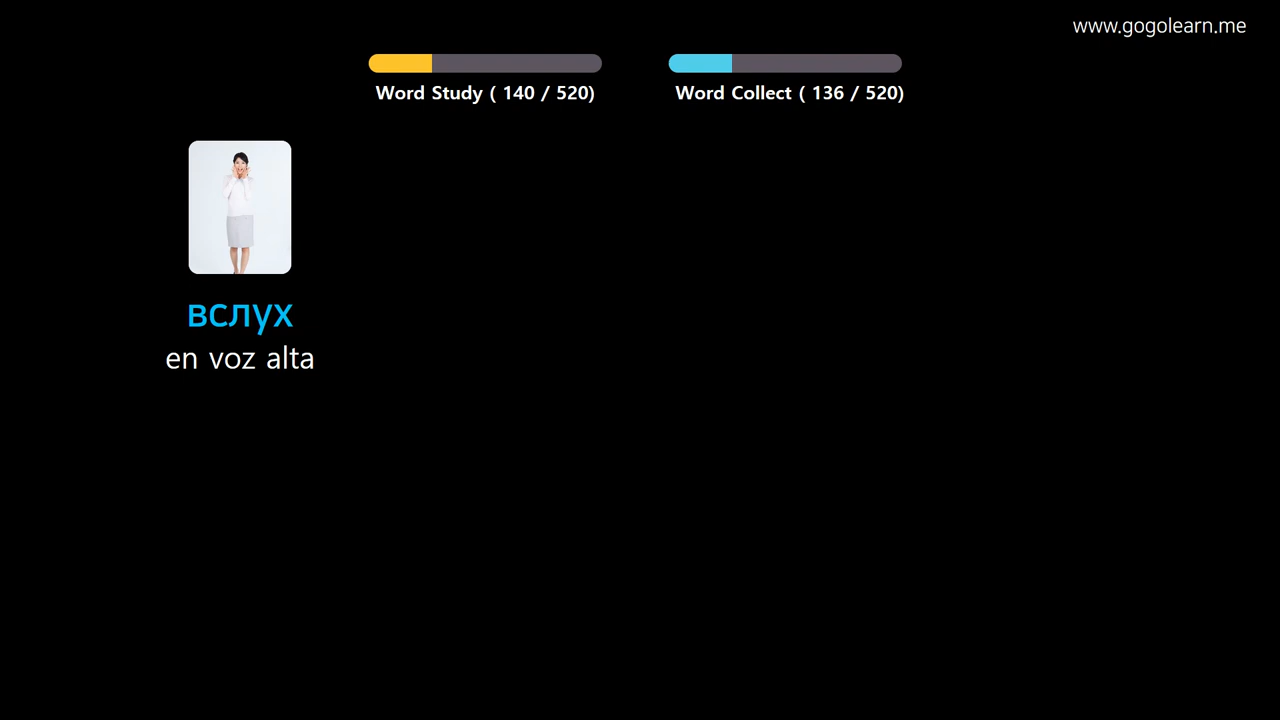 www.gogolearn.me
Word Study ( 140 / 520)
Word Collect ( 136 / 520)
вслух
en voz alta